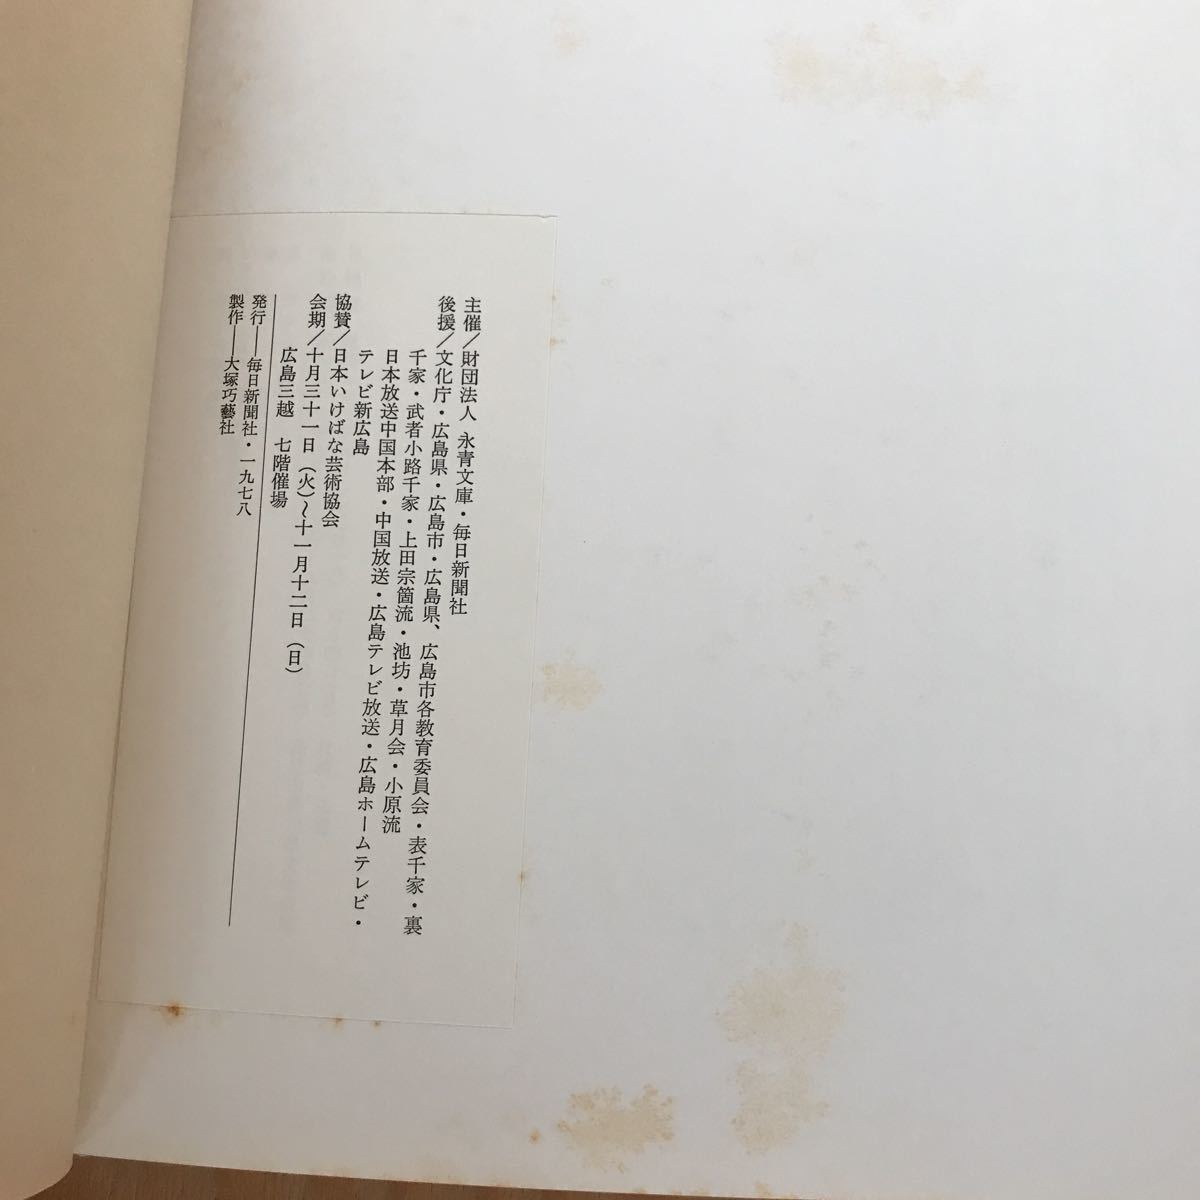 主催/財団法人 永青文庫・毎日新聞社
後援/文化庁・広島県・広島市・広島県、広島市各教育委員会・表千家・裏
千家・武者小路千家・上田宗箇流・池坊・草月会・小原流
日本放送中国本部・中国放送・広島テレビ放送・広島ホームテレビ・
テレビ新広島
協賛/日本いけばな芸術協会
会期/十月三十一日(火)〜十一月十二日(日)
広島三越 七階催場
発行――毎日新聞社・一九七八
製作――大塚巧藝社